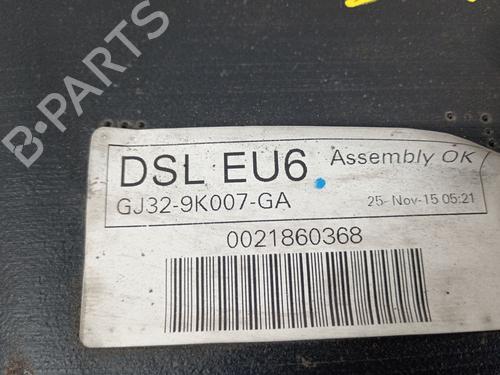 DSL EU6 Assembly OK
GJ32-9K007-GA 25-Nov-15 05:21
0021860368
B-PARTS